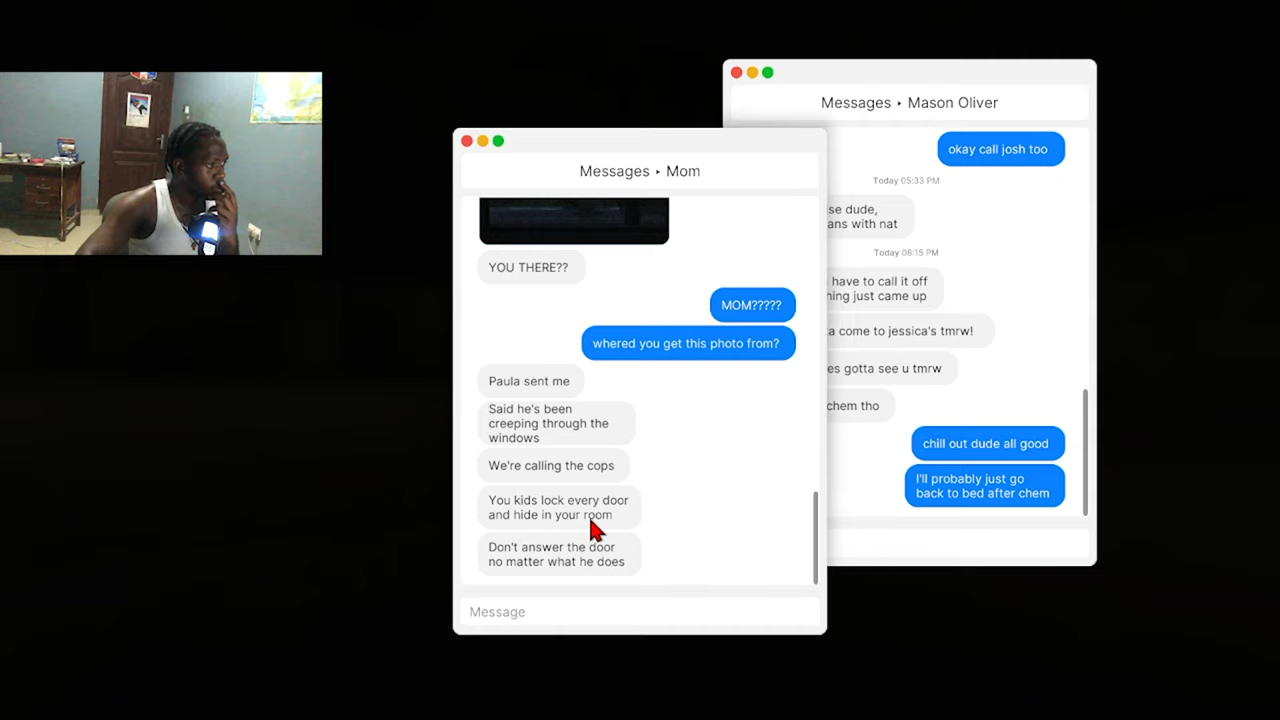 Messages ‣ Mason Oliver
okay call josh too
Today 05:33 PM
se dude,
ans with nat
Today 08:15 PM
have to call it off
hing just came up
a come to jessica's tmrw!
es gotta see u tmrw
chem tho
chill out dude all good
I'll probably just go
back to bed after chem
Messages ‣ Mom
YOU THERE??
MOM?????
whered you get this photo from?
Paula sent me
Said he's been
creeping through the
windows
We're calling the cops
You kids lock every door
and hide in your room
Don't answer the door
no matter what he does
Message